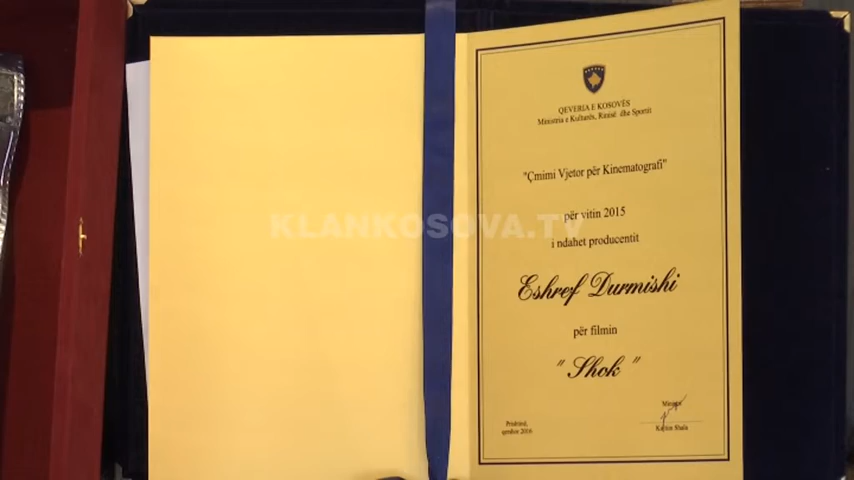 QEVERIA E KOSOVËS
Ministria e Kulturës, Rinisë dhe Sportit
"Çmimi Vjetor për Kinematografi"
për vitin 2015
KLANKOSOVA.TV
i ndahet producentit
Eshref Durmishi
për filmin
" Shok "
Ministri
Prishtinë,
qershor 2016
Kujtim Shala